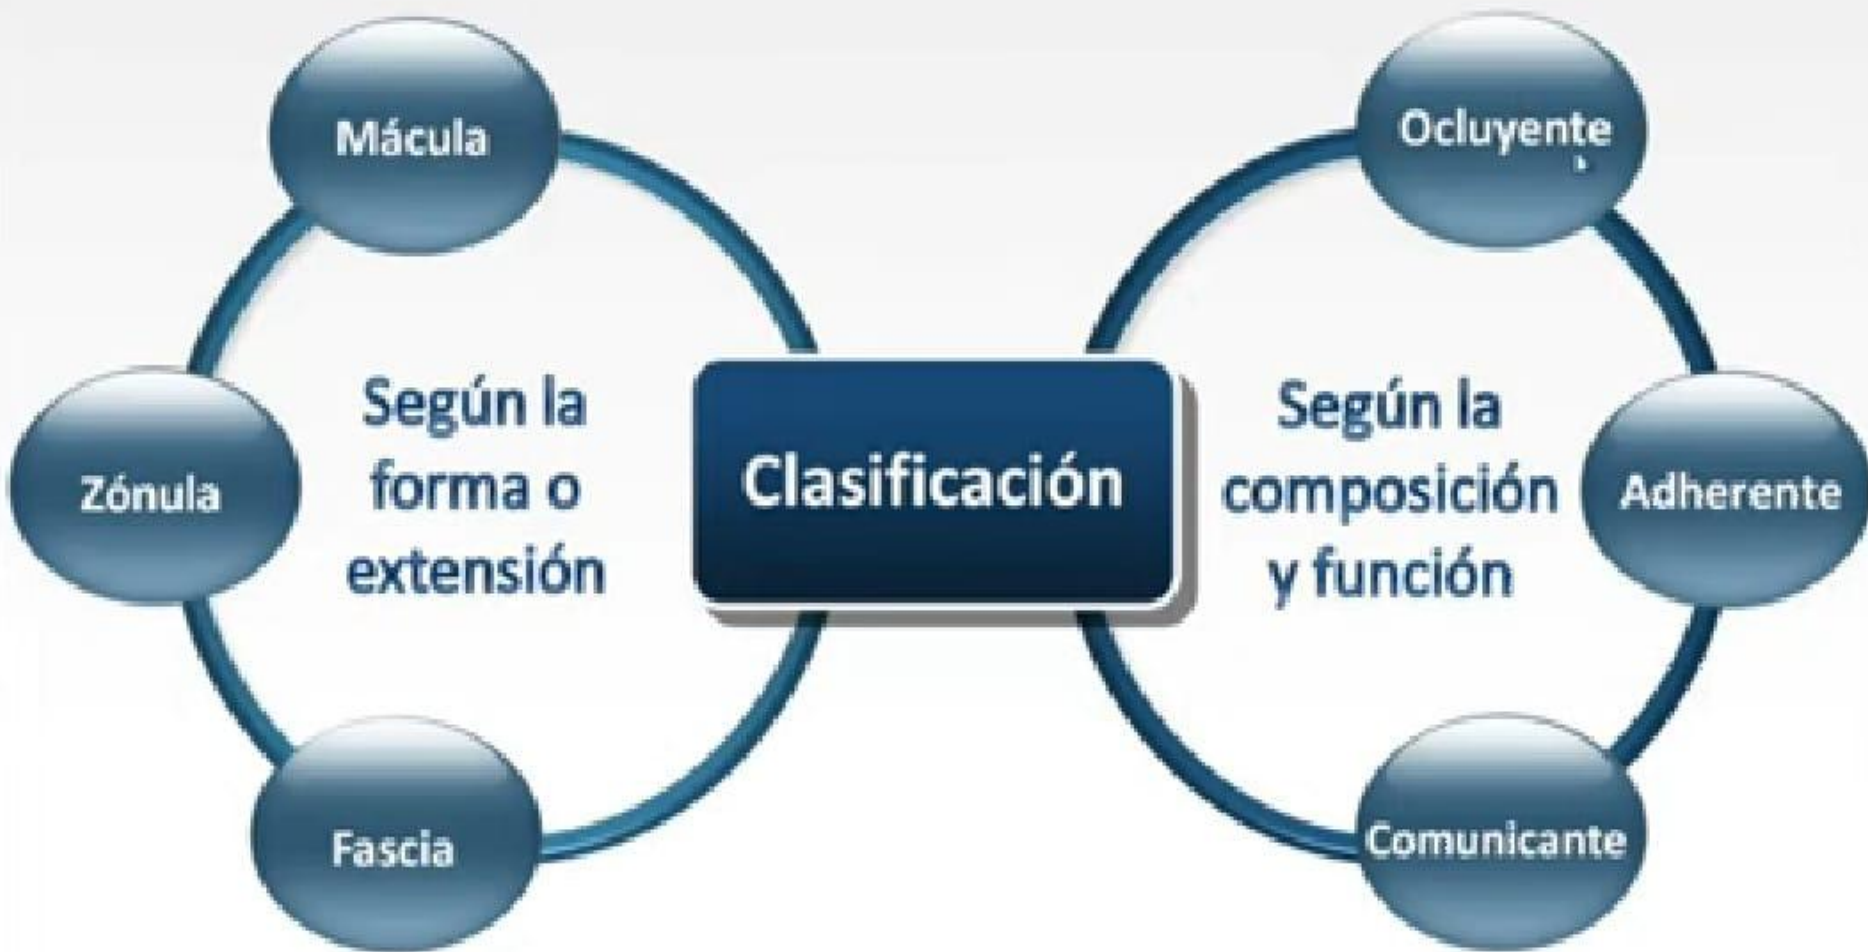 Mácula
Zónula
Según la
forma o
extensión
Fascia
Clasificación
Ocluyente
Según la
composición
y función
Adherente
Comunicante